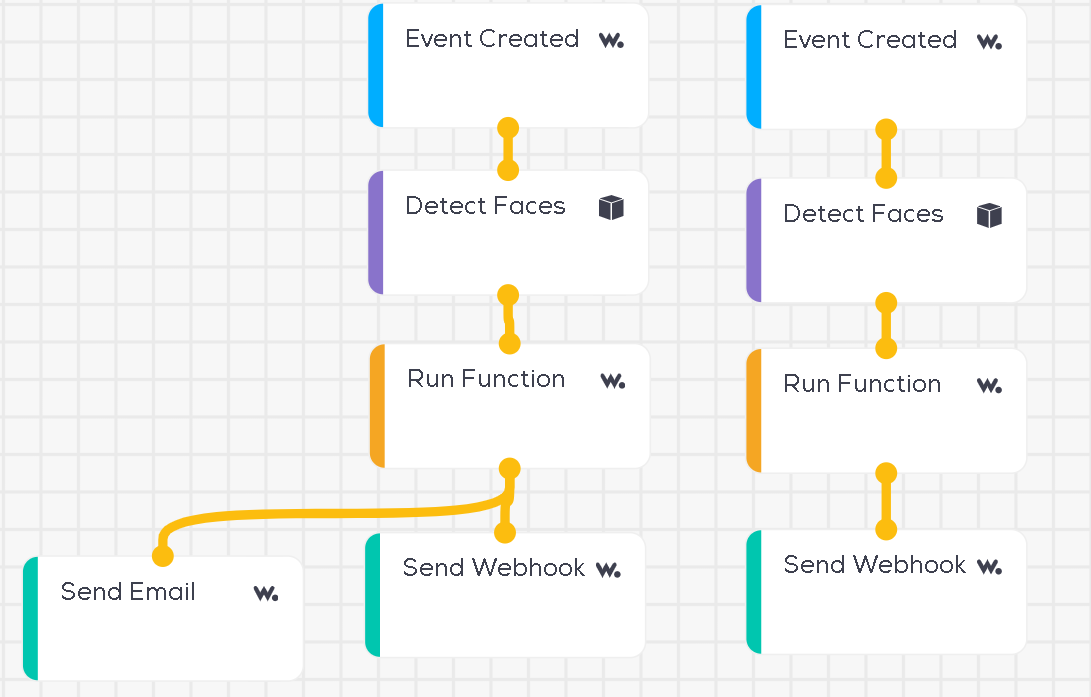 Event Created
Detect Faces
Run Function
Send Email
Send Webhook
Event Created
Detect Faces
Run Function
Send Webhook